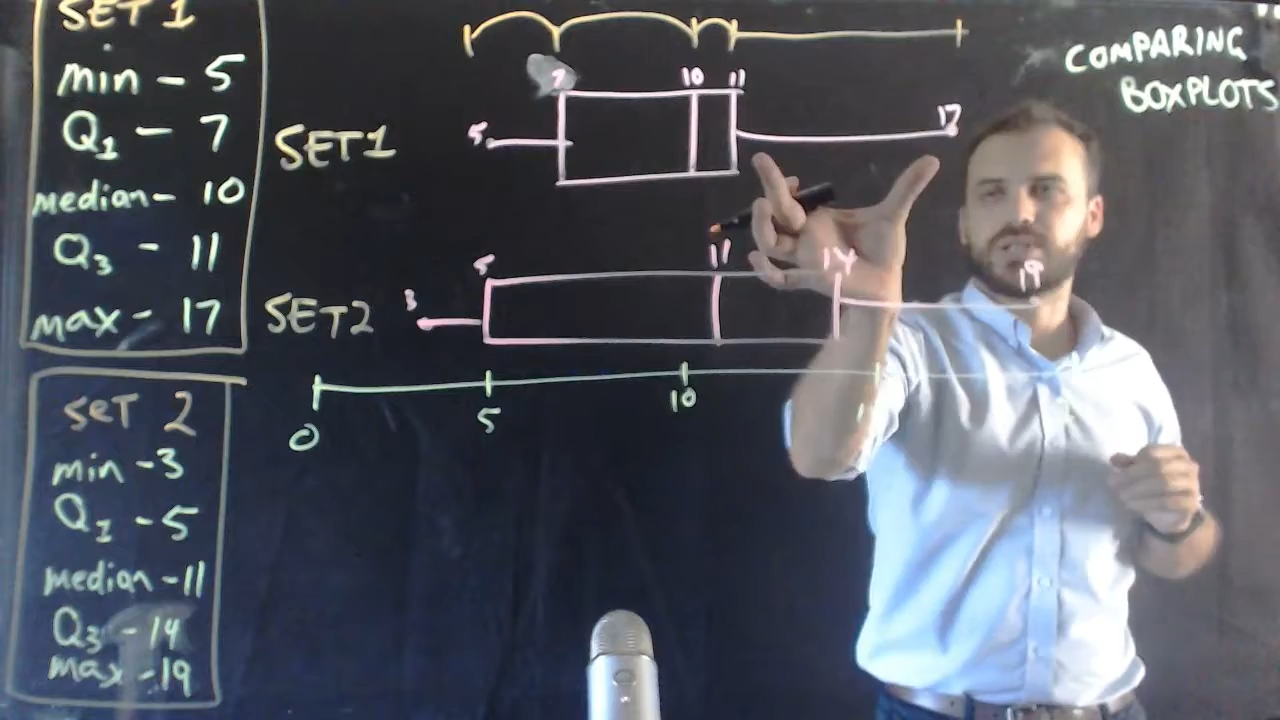 SET 1
min - 5
Q1 - 7
median - 10
Q3 - 11
max - 17
SET 2
min - 3
Q1 - 5
median - 11
Q3 - 14
max - 19
COMPARING
BOXPLOTS
7 10 11
5 17
SET1
5 11 14 19
3
SET2
0 5 10